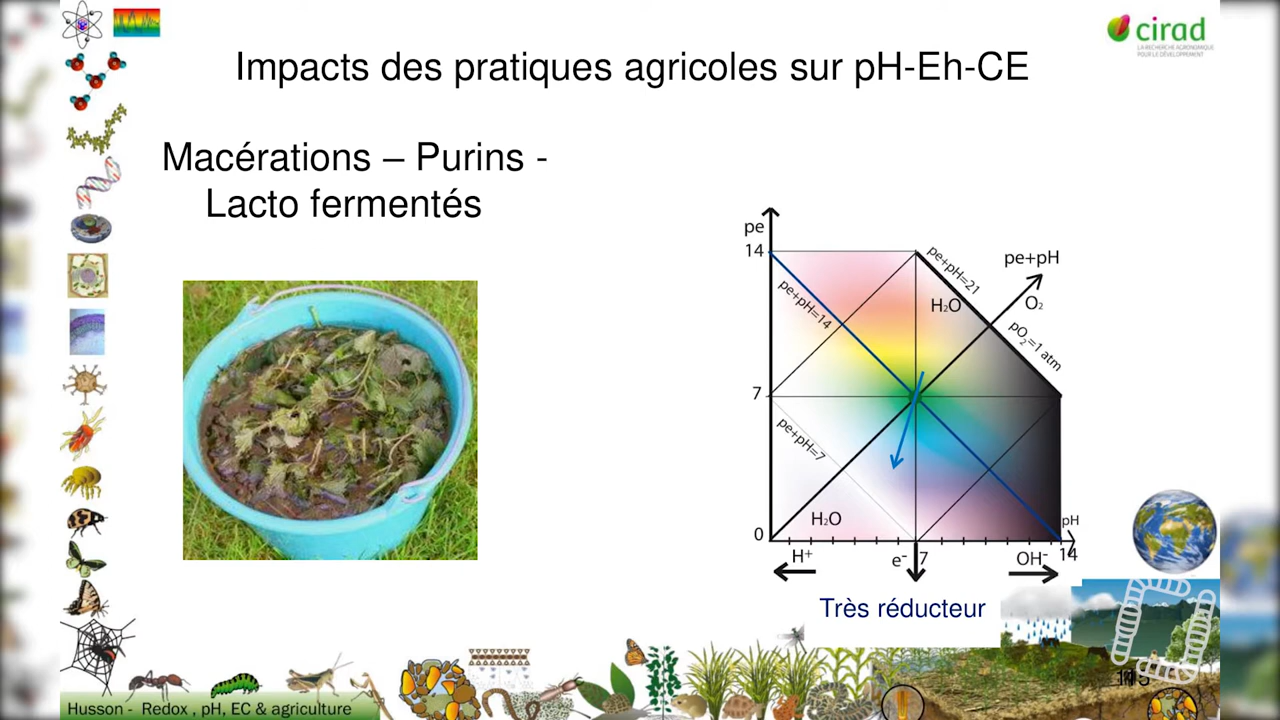 cirad
LA RECHERCHE AGRONOMIQUE
POUR LE DÉVELOPPEMENT
Impacts des pratiques agricoles sur pH-Eh-CE
Macérations – Purins -
Lacto fermentés
pe
14
pe+pH=21
pe+pH
H₂O
O₂
pe+pH=14
pO₂=1 atm
7
pe+pH=7
H₂O
0
pH
H⁺
e⁻
7
OH⁻
14
Très réducteur
Husson - Redox , pH, EC & agriculture